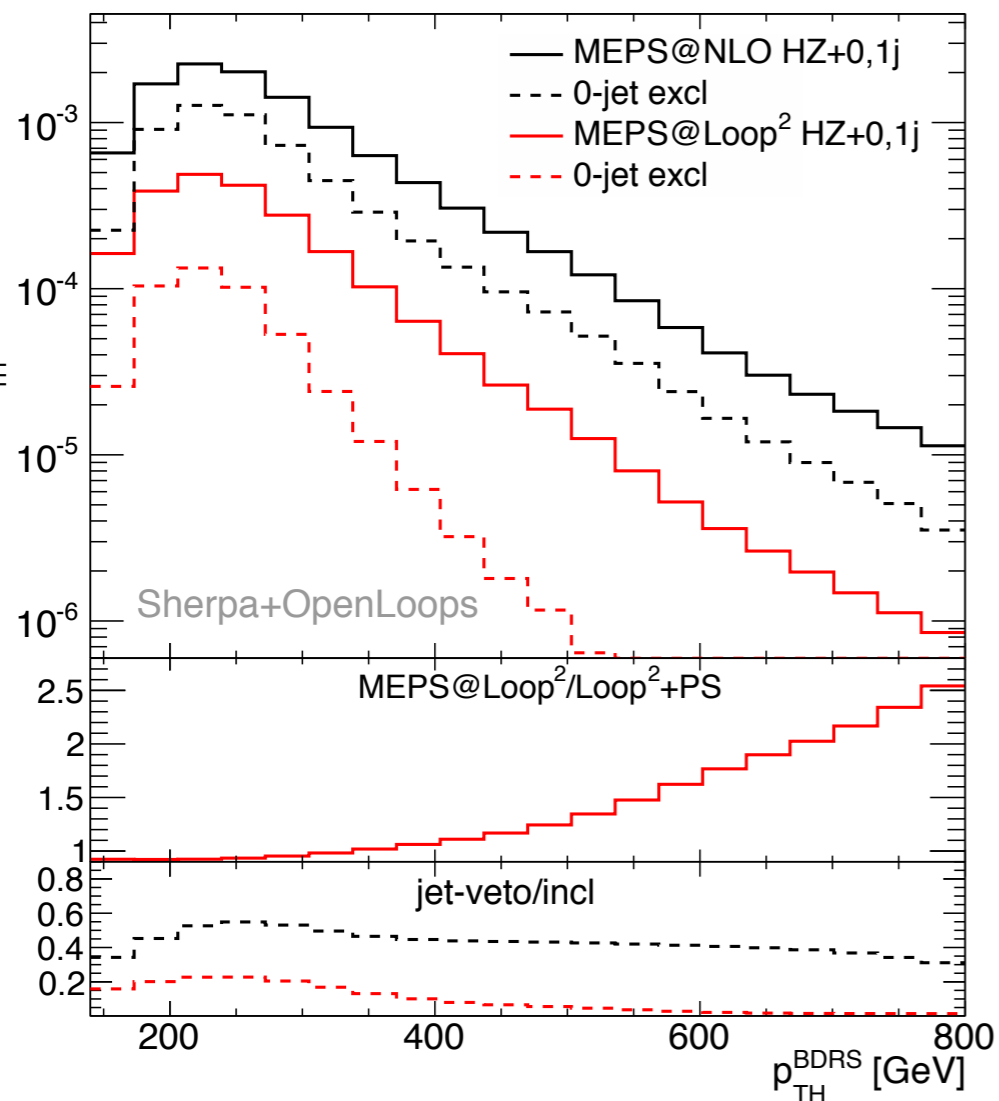 MEPS@NLO HZ+0,1j
0-jet excl
MEPS@Loop² HZ+0,1j
0-jet excl
10⁻³
10⁻⁴
10⁻⁵
10⁻⁶
Sherpa+OpenLoops
MEPS@Loop²/Loop²+PS
2.5
2
1.5
1
jet-veto/incl
0.8
0.6
0.4
0.2
200 400 600 800
p_TH^BDRS [GeV]